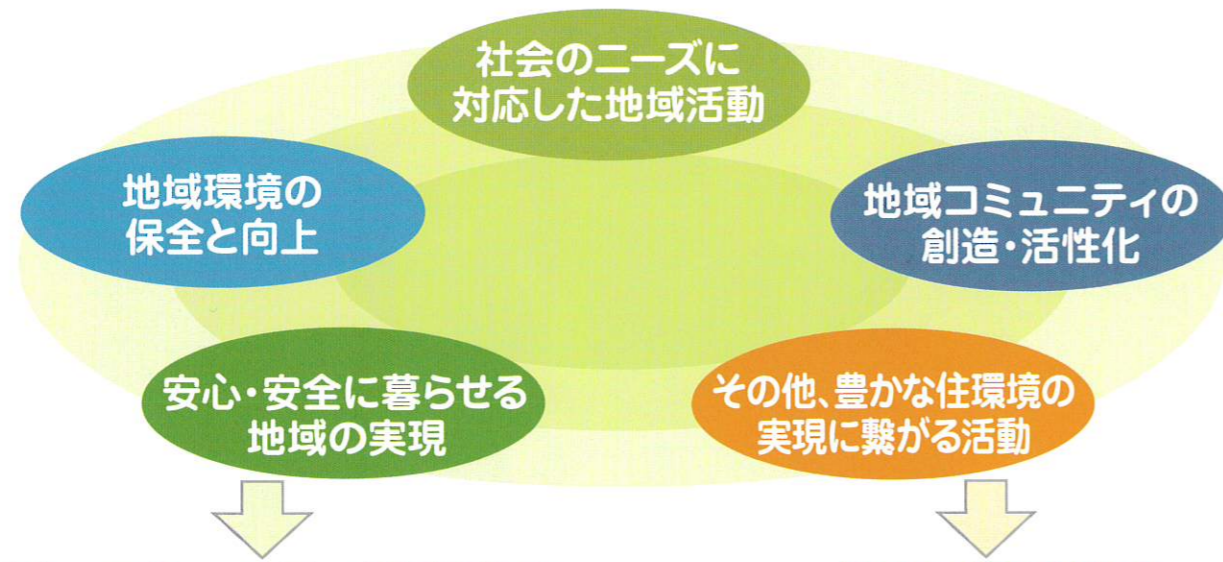 社会のニーズに
対応した地域活動
地域環境の
保全と向上
地域コミュニティの
創造・活性化
安心・安全に暮らせる
地域の実現
その他、豊かな住環境の
実現に繋がる活動